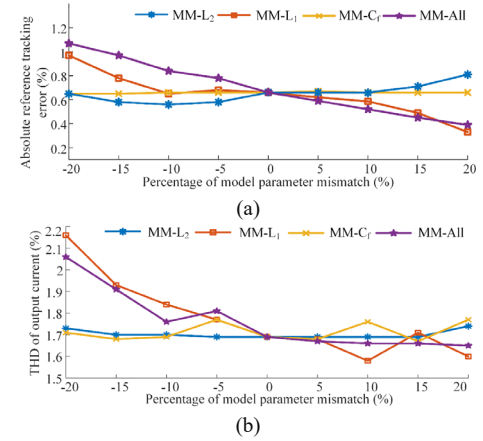 (a)
MM-L₂ MM-L₁ MM-Cf MM-All
Absolute reference tracking
error (%)
1.2
1
0.8
0.6
0.4
0.2
-20 -15 -10 -5 0 5 10 15 20
Percentage of model parameter mismatch (%)
(a)
MM-L₂ MM-L₁ MM-Cf MM-All
THD of output current (%)
2.2
2.1
2
1.9
1.8
1.7
1.6
1.5
-20 -15 -10 -5 0 5 10 15 20
Percentage of model parameter mismatch (%)
(b)